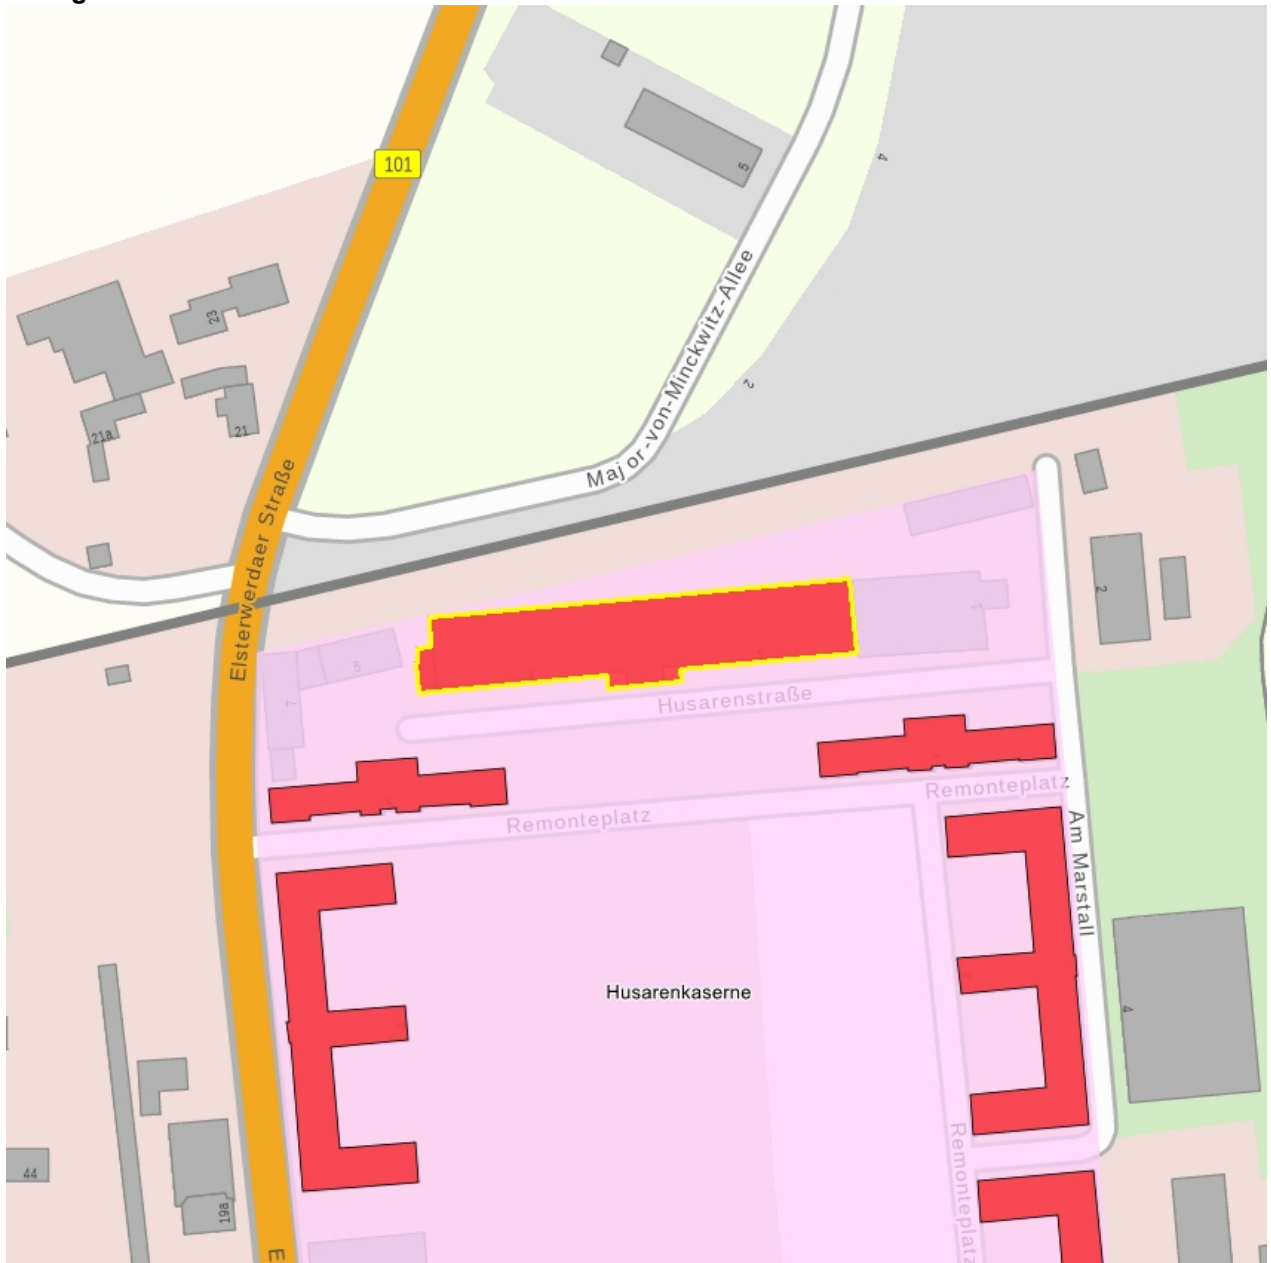 101
5
4
23
Major-von-Minckwitz-Allee
2
21a
21
Elsterwerdaer Straße
2
1
6
7
Husarenstraße
Remonteplatz
Remonteplatz
Am Marstall
Husarenkaserne
4
Remonteplatz
44
19a
E